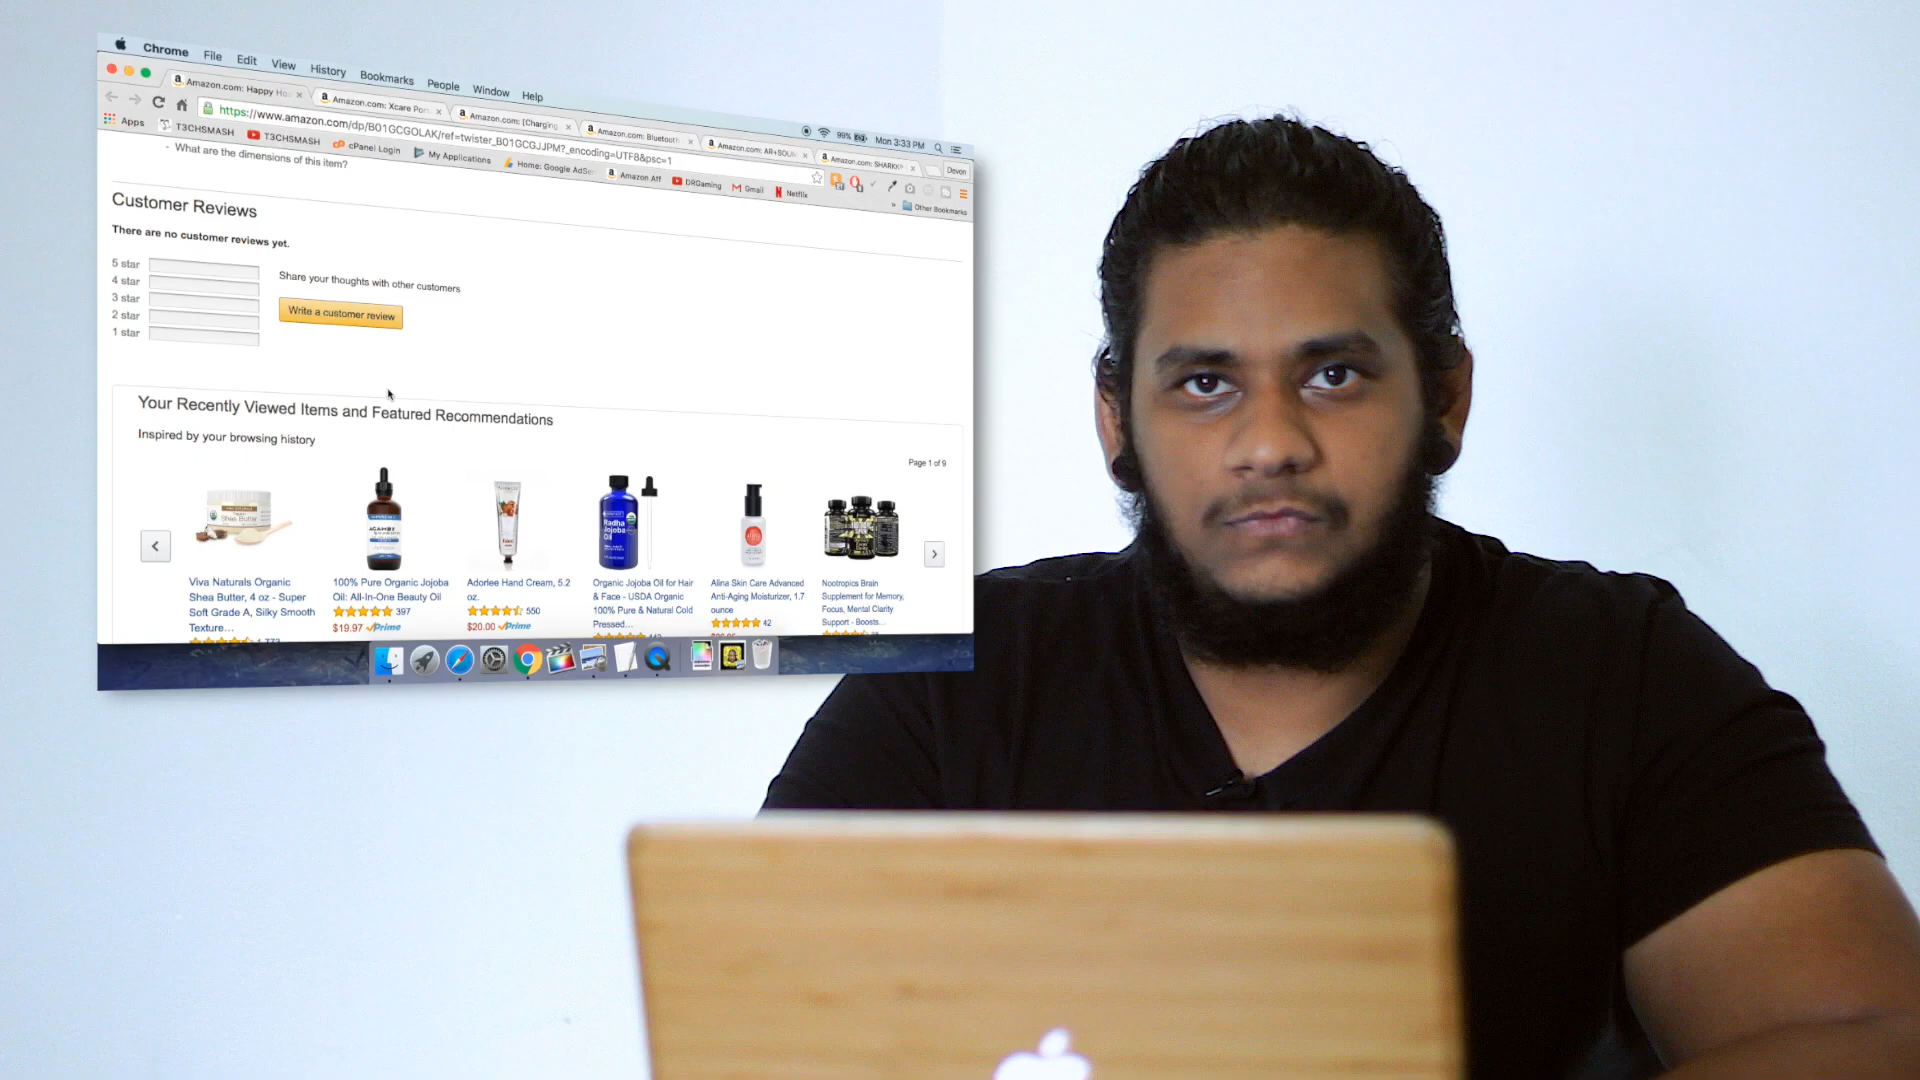 Chrome File Edit View History Bookmarks People Window Help
99% Mon 3:33 PM
Amazon.com: Happy Ho
Amazon.com: Xcare Por
Amazon.com: [Charging
Amazon.com: Bluetooth
Amazon.com: AR+SOU
Amazon.com: SHARKK
Devon
https://www.amazon.com/dp/B01GCGOLAK/ref=twister_B01GCGJJPM?_encoding=UTF8&psc=1
Apps T3CHSMASH T3CHSMASH cPanel Login My Applications Home: Google AdSe Amazon Aff DRGaming Gmail Netflix » Other Bookmarks
- What are the dimensions of this item?
Customer Reviews
There are no customer reviews yet.
5 star
4 star
3 star
2 star
1 star
Share your thoughts with other customers
Write a customer review
Your Recently Viewed Items and Featured Recommendations
Inspired by your browsing history
Page 1 of 9
Shea Butter
Radha
Jojoba
Oil
Viva Naturals Organic
Shea Butter, 4 oz - Super
Soft Grade A, Silky Smooth
Texture...
1,773
100% Pure Organic Jojoba
Oil: All-In-One Beauty Oil
397
$19.97 Prime
Adorlee Hand Cream, 5.2
oz.
550
$20.00 Prime
Organic Jojoba Oil for Hair
& Face - USDA Organic
100% Pure & Natural Cold
Pressed...
Alina Skin Care Advanced
Anti-Aging Moisturizer, 1.7
ounce
42
Nootropics Brain
Supplement for Memory,
Focus, Mental Clarity
Support - Boosts...